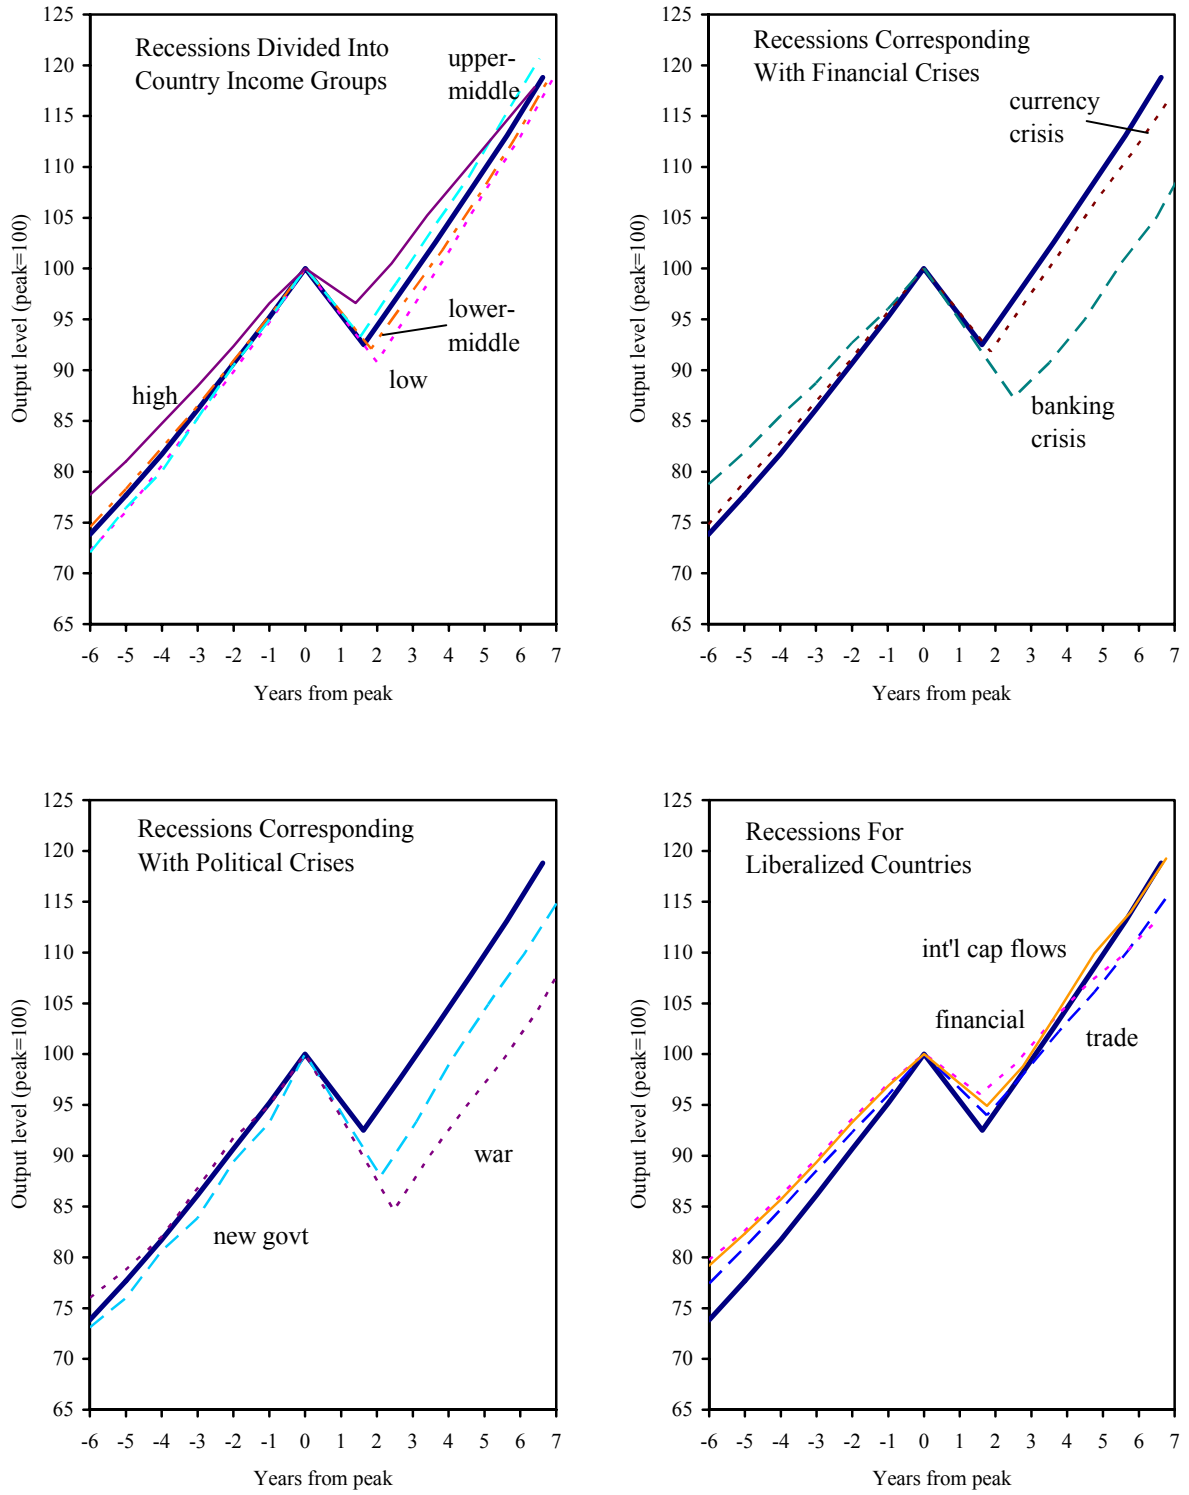 Recessions Divided Into
Country Income Groups
upper-
middle
high
lower-
middle
low
Output level (peak=100)
125
120
115
110
105
100
95
90
85
80
75
70
65
-6 -5 -4 -3 -2 -1 0 1 2 3 4 5 6 7
Years from peak
Recessions Corresponding
With Financial Crises
currency
crisis
banking
crisis
Output level (peak=100)
125
120
115
110
105
100
95
90
85
80
75
70
65
-6 -5 -4 -3 -2 -1 0 1 2 3 4 5 6 7
Years from peak
Recessions Corresponding
With Political Crises
war
new govt
Output level (peak=100)
125
120
115
110
105
100
95
90
85
80
75
70
65
-6 -5 -4 -3 -2 -1 0 1 2 3 4 5 6 7
Years from peak
Recessions For
Liberalized Countries
int'l cap flows
financial
trade
Output level (peak=100)
125
120
115
110
105
100
95
90
85
80
75
70
65
-6 -5 -4 -3 -2 -1 0 1 2 3 4 5 6 7
Years from peak